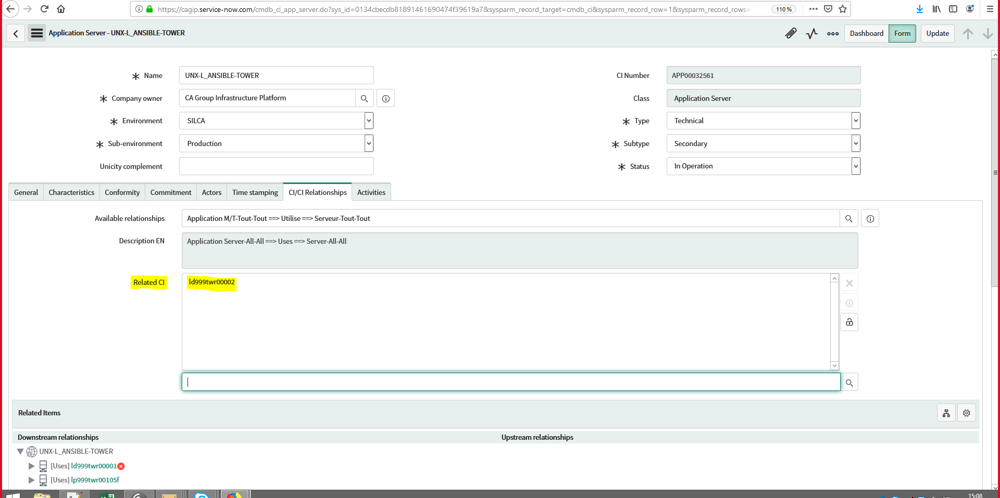 https://cagip.service-now.com/cmdb_ci_app_server.do?sys_id=0134cbecdb81891461690474f39619a7&sysparm_record_target=cmdb_ci&sysparm_record_row=1&sysparm_record_rows=
110 %
Application Server - UNX-L_ANSIBLE-TOWER
Dashboard Form Update
Name UNX-L_ANSIBLE-TOWER CI Number APP00032561
Company owner CA Group Infrastructure Platform Class Application Server
Environment SILCA Type Technical
Sub-environment Production Subtype Secondary
Unicity complement Status In Operation
General Characteristics Conformity Commitment Actors Time stamping CI/CI Relationships Activities
Available relationships Application M/T-Tout-Tout ==> Utilise ==> Serveur-Tout-Tout
Description EN Application Server-All-All ==> Uses ==> Server-All-All
Related CI ld999twr00002
Related Items
Downstream relationships Upstream relationships
UNX-L_ANSIBLE-TOWER
[Uses] ld999twr00001
[Uses] lp999twr00105f
15:08